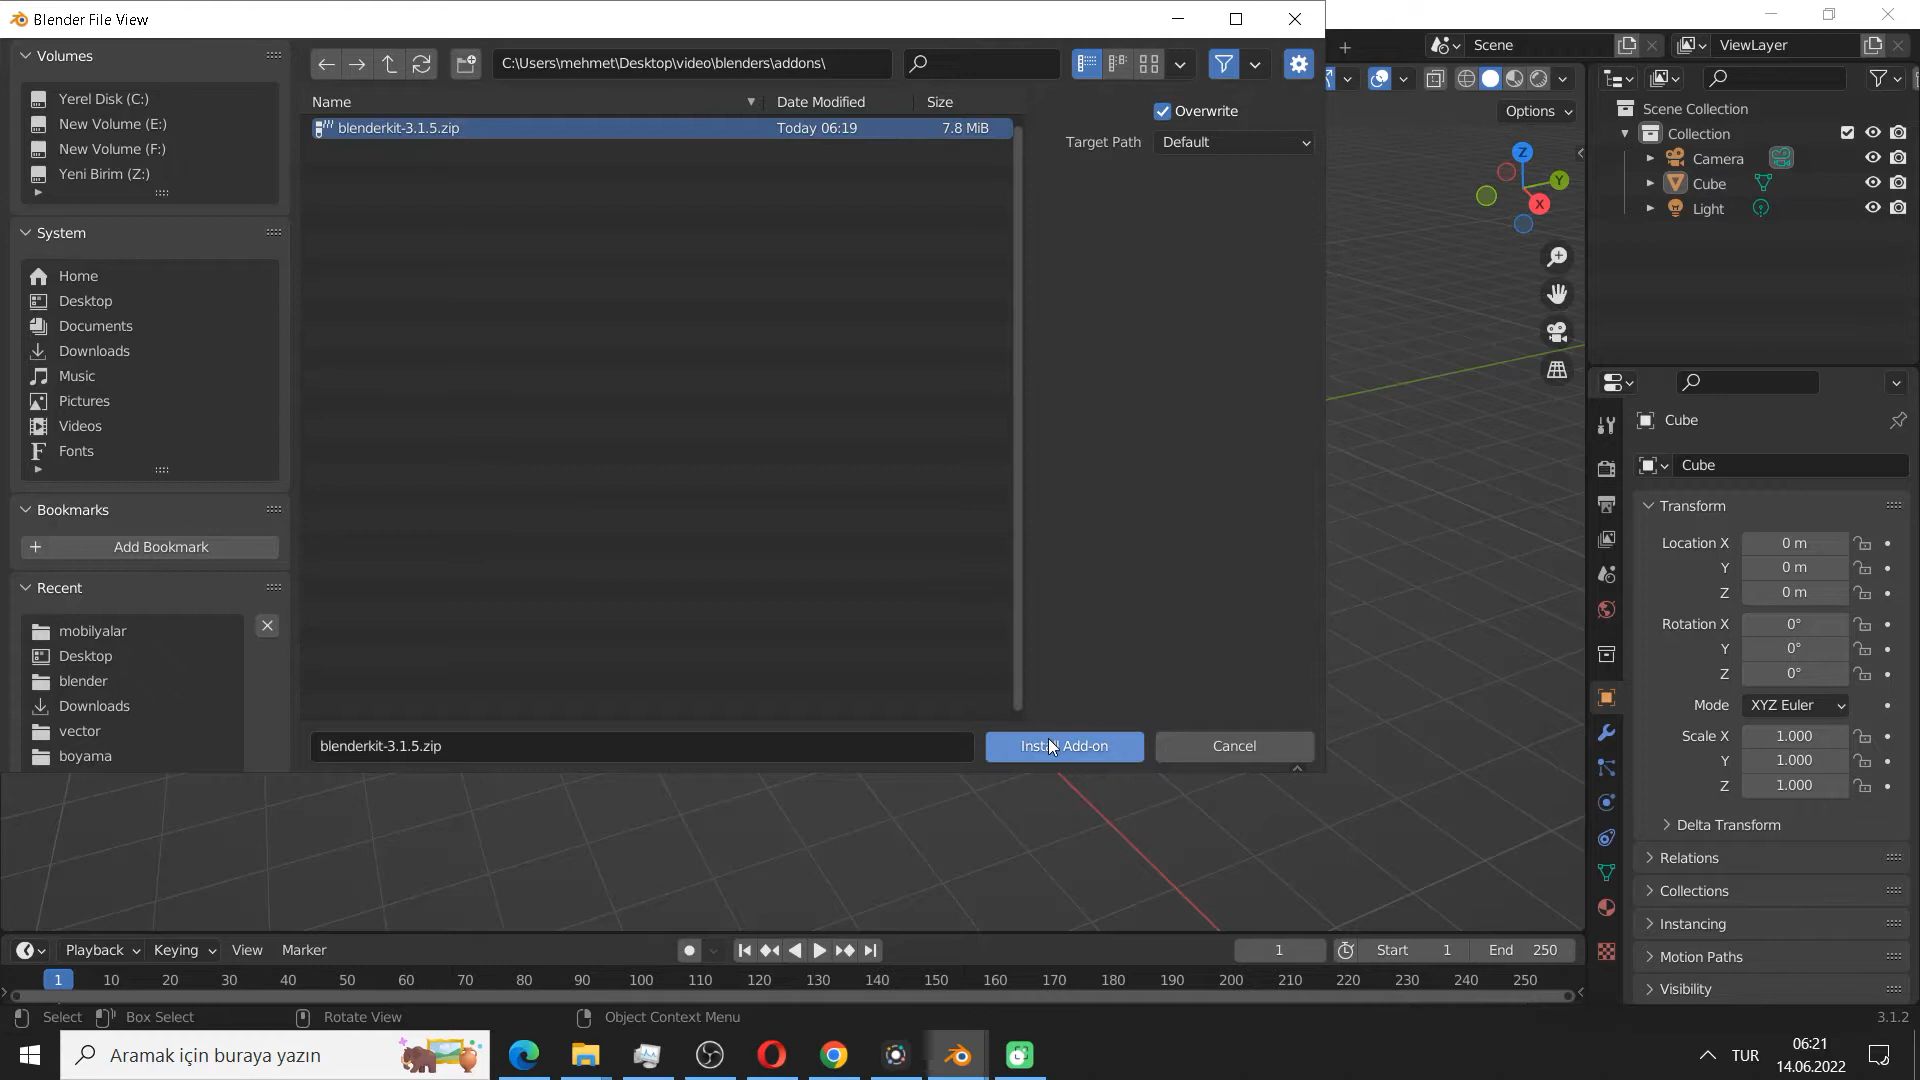 Blender File View
Volumes
Yerel Disk (C:)
New Volume (E:)
New Volume (F:)
Yeni Birim (Z:)
System
Home
Desktop
Documents
Downloads
Music
Pictures
Videos
Fonts
Bookmarks
Add Bookmark
Recent
mobilyalar
Desktop
blender
Downloads
vector
boyama
C:\Users\mehmet\Desktop\video\blenders\addons\
Name Date Modified Size
blenderkit-3.1.5.zip Today 06:19 7.8 MiB
Overwrite
Target Path Default
blenderkit-3.1.5.zip
Install Add-on
Cancel
Scene
ViewLayer
Options
Z
Y
X
Scene Collection
Collection
Camera
Cube
Light
Cube
Cube
Transform
Location X 0 m
Y 0 m
Z 0 m
Rotation X 0°
Y 0°
Z 0°
Mode XYZ Euler
Scale X 1.000
Y 1.000
Z 1.000
Delta Transform
Relations
Collections
Instancing
Motion Paths
Visibility
Playback Keying View Marker
1 Start 1 End 250
1 10 20 30 40 50 60 70 80 90 100 110 120 130 140 150 160 170 180 190 200 210 220 230 240 250
Select Box Select Rotate View Object Context Menu
3.1.2
Aramak için buraya yazın
TUR
06:21
14.06.2022